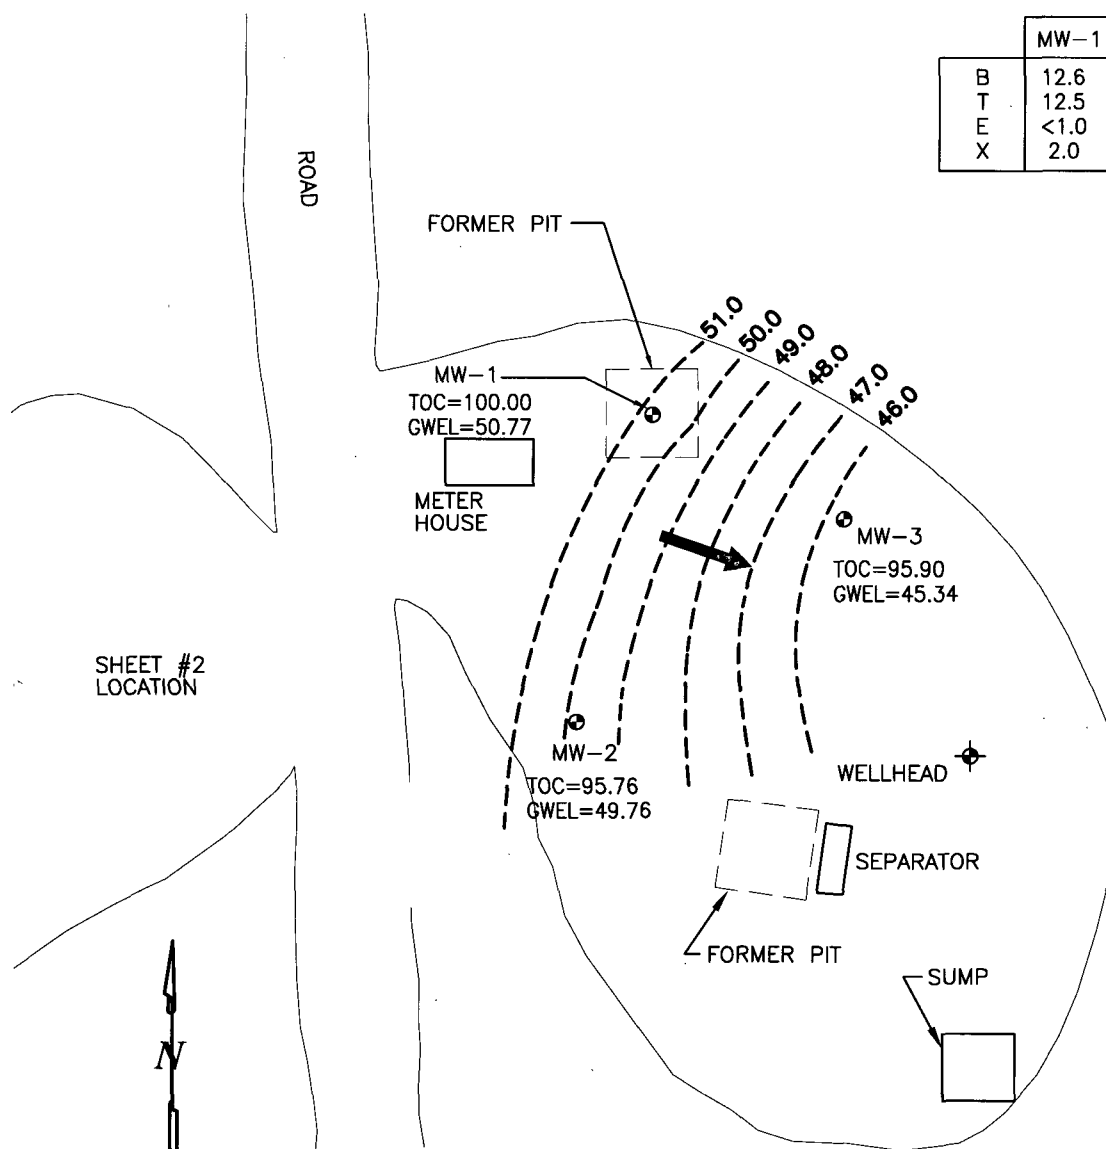 MW-1
B 12.6
T 12.5
E <1.0
X 2.0
ROAD
FORMER PIT
51.0
50.0
49.0
48.0
47.0
46.0
MW-1
TOC=100.00
GWEL=50.77
METER
HOUSE
MW-3
TOC=95.90
GWEL=45.34
SHEET #2
LOCATION
MW-2
TOC=95.76
GWEL=49.76
WELLHEAD
SEPARATOR
FORMER PIT
SUMP
N